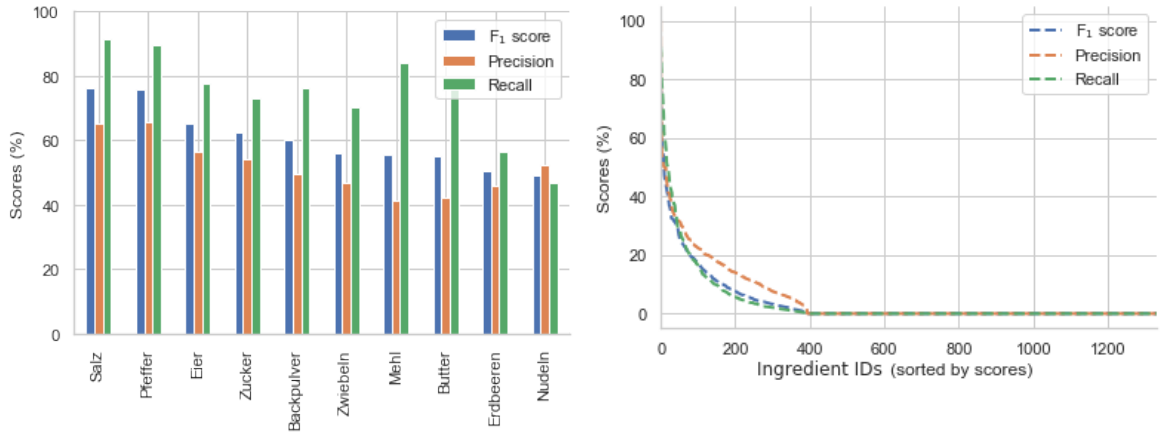 100
80
60
40
20
0
Scores (%)
F₁ score
Precision
Recall
Salz
Pfeffer
Eier
Zucker
Backpulver
Zwiebeln
Mehl
Butter
Erdbeeren
Nudeln
100
80
60
40
20
0
Scores (%)
F₁ score
Precision
Recall
0
200
400
600
800
1000
1200
Ingredient IDs (sorted by scores)